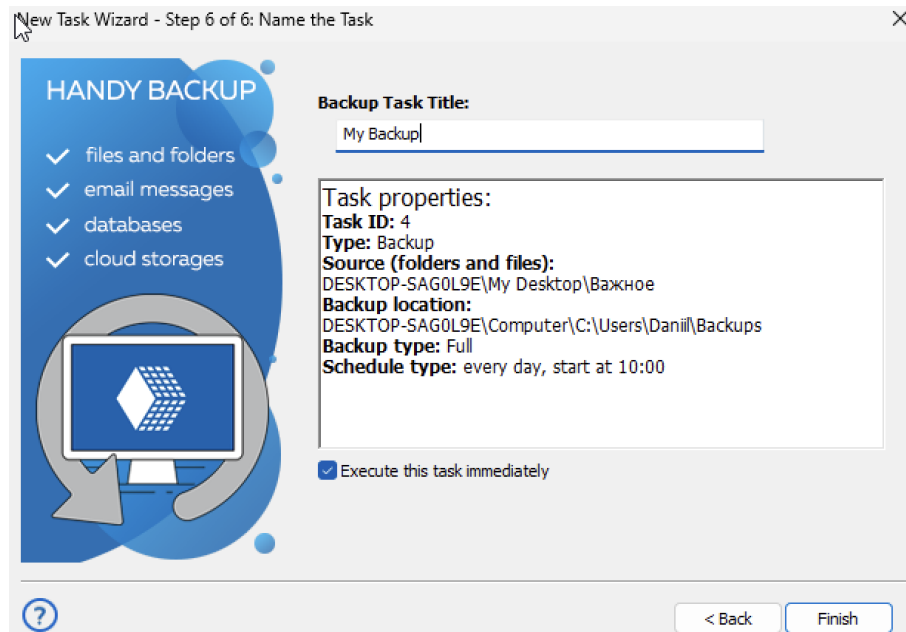 New Task Wizard - Step 6 of 6: Name the Task
HANDY BACKUP
files and folders
email messages
databases
cloud storages
Backup Task Title:
My Backup
Task properties:
Task ID: 4
Type: Backup
Source (folders and files):
DESKTOP-SAG0L9E\My Desktop\Важное
Backup location:
DESKTOP-SAG0L9E\Computer\C:\Users\Daniil\Backups
Backup type: Full
Schedule type: every day, start at 10:00
Execute this task immediately
?
< Back
Finish